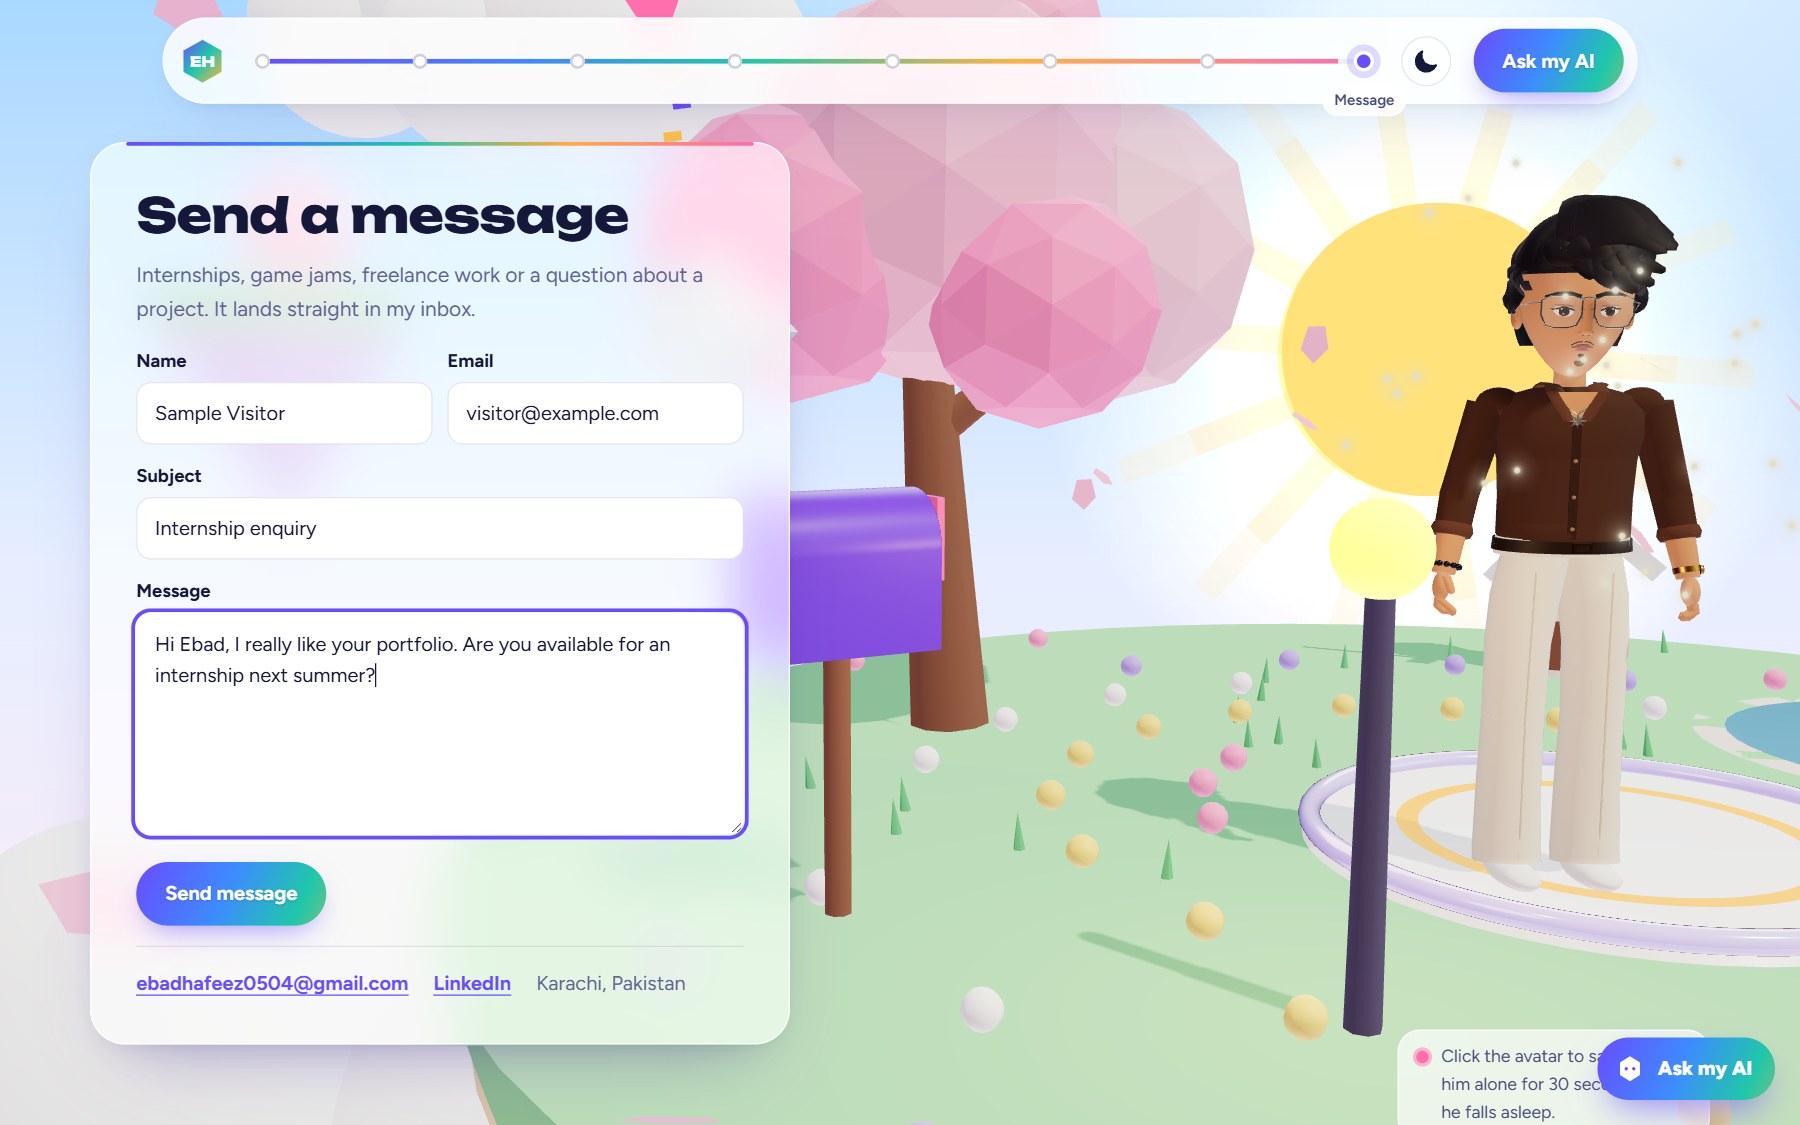 EH
Ask my AI
Message
Send a message
Internships, game jams, freelance work or a question about a
project. It lands straight in my inbox.
Name
Email
Sample Visitor
visitor@example.com
Subject
Internship enquiry
Message
Hi Ebad, I really like your portfolio. Are you available for an
internship next summer?
Send message
ebadhafeez0504@gmail.com LinkedIn Karachi, Pakistan
Click the avatar to
him alone for 30
he falls asleep.
Ask my AI